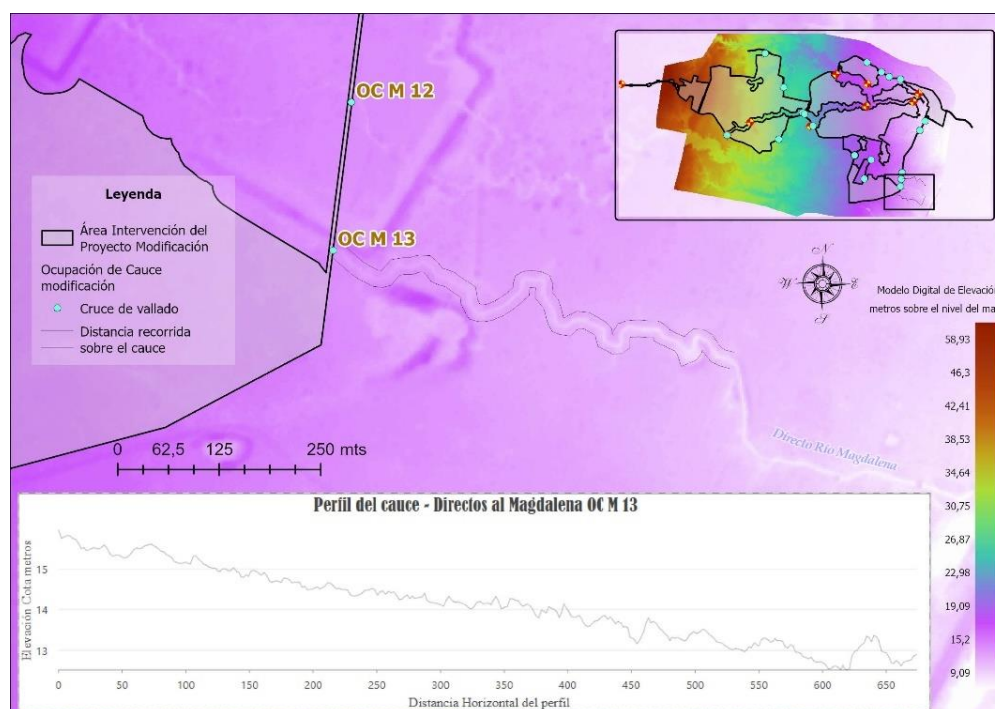 OC M 12
OC M 13
Leyenda
Área Intervención del
Proyecto Modificación
Ocupación de Cauce
modificación
Cruce de vallado
Distancia recorrida
sobre el cauce
0 62,5 125 250 mts
N
W E
S
Modelo Digital de Elevación
metros sobre el nivel del ma
58,93
46,3
42,41
38,53
34,64
30,75
26,87
22,98
19,09
15,2
9,09
Directo Río Magdalena
Perfil del cauce - Directos al Magdalena OC M 13
Elevación Cota metros
15
14
13
0 50 100 150 200 250 300 350 400 450 500 550 600 650
Distancia Horizontal del perfil